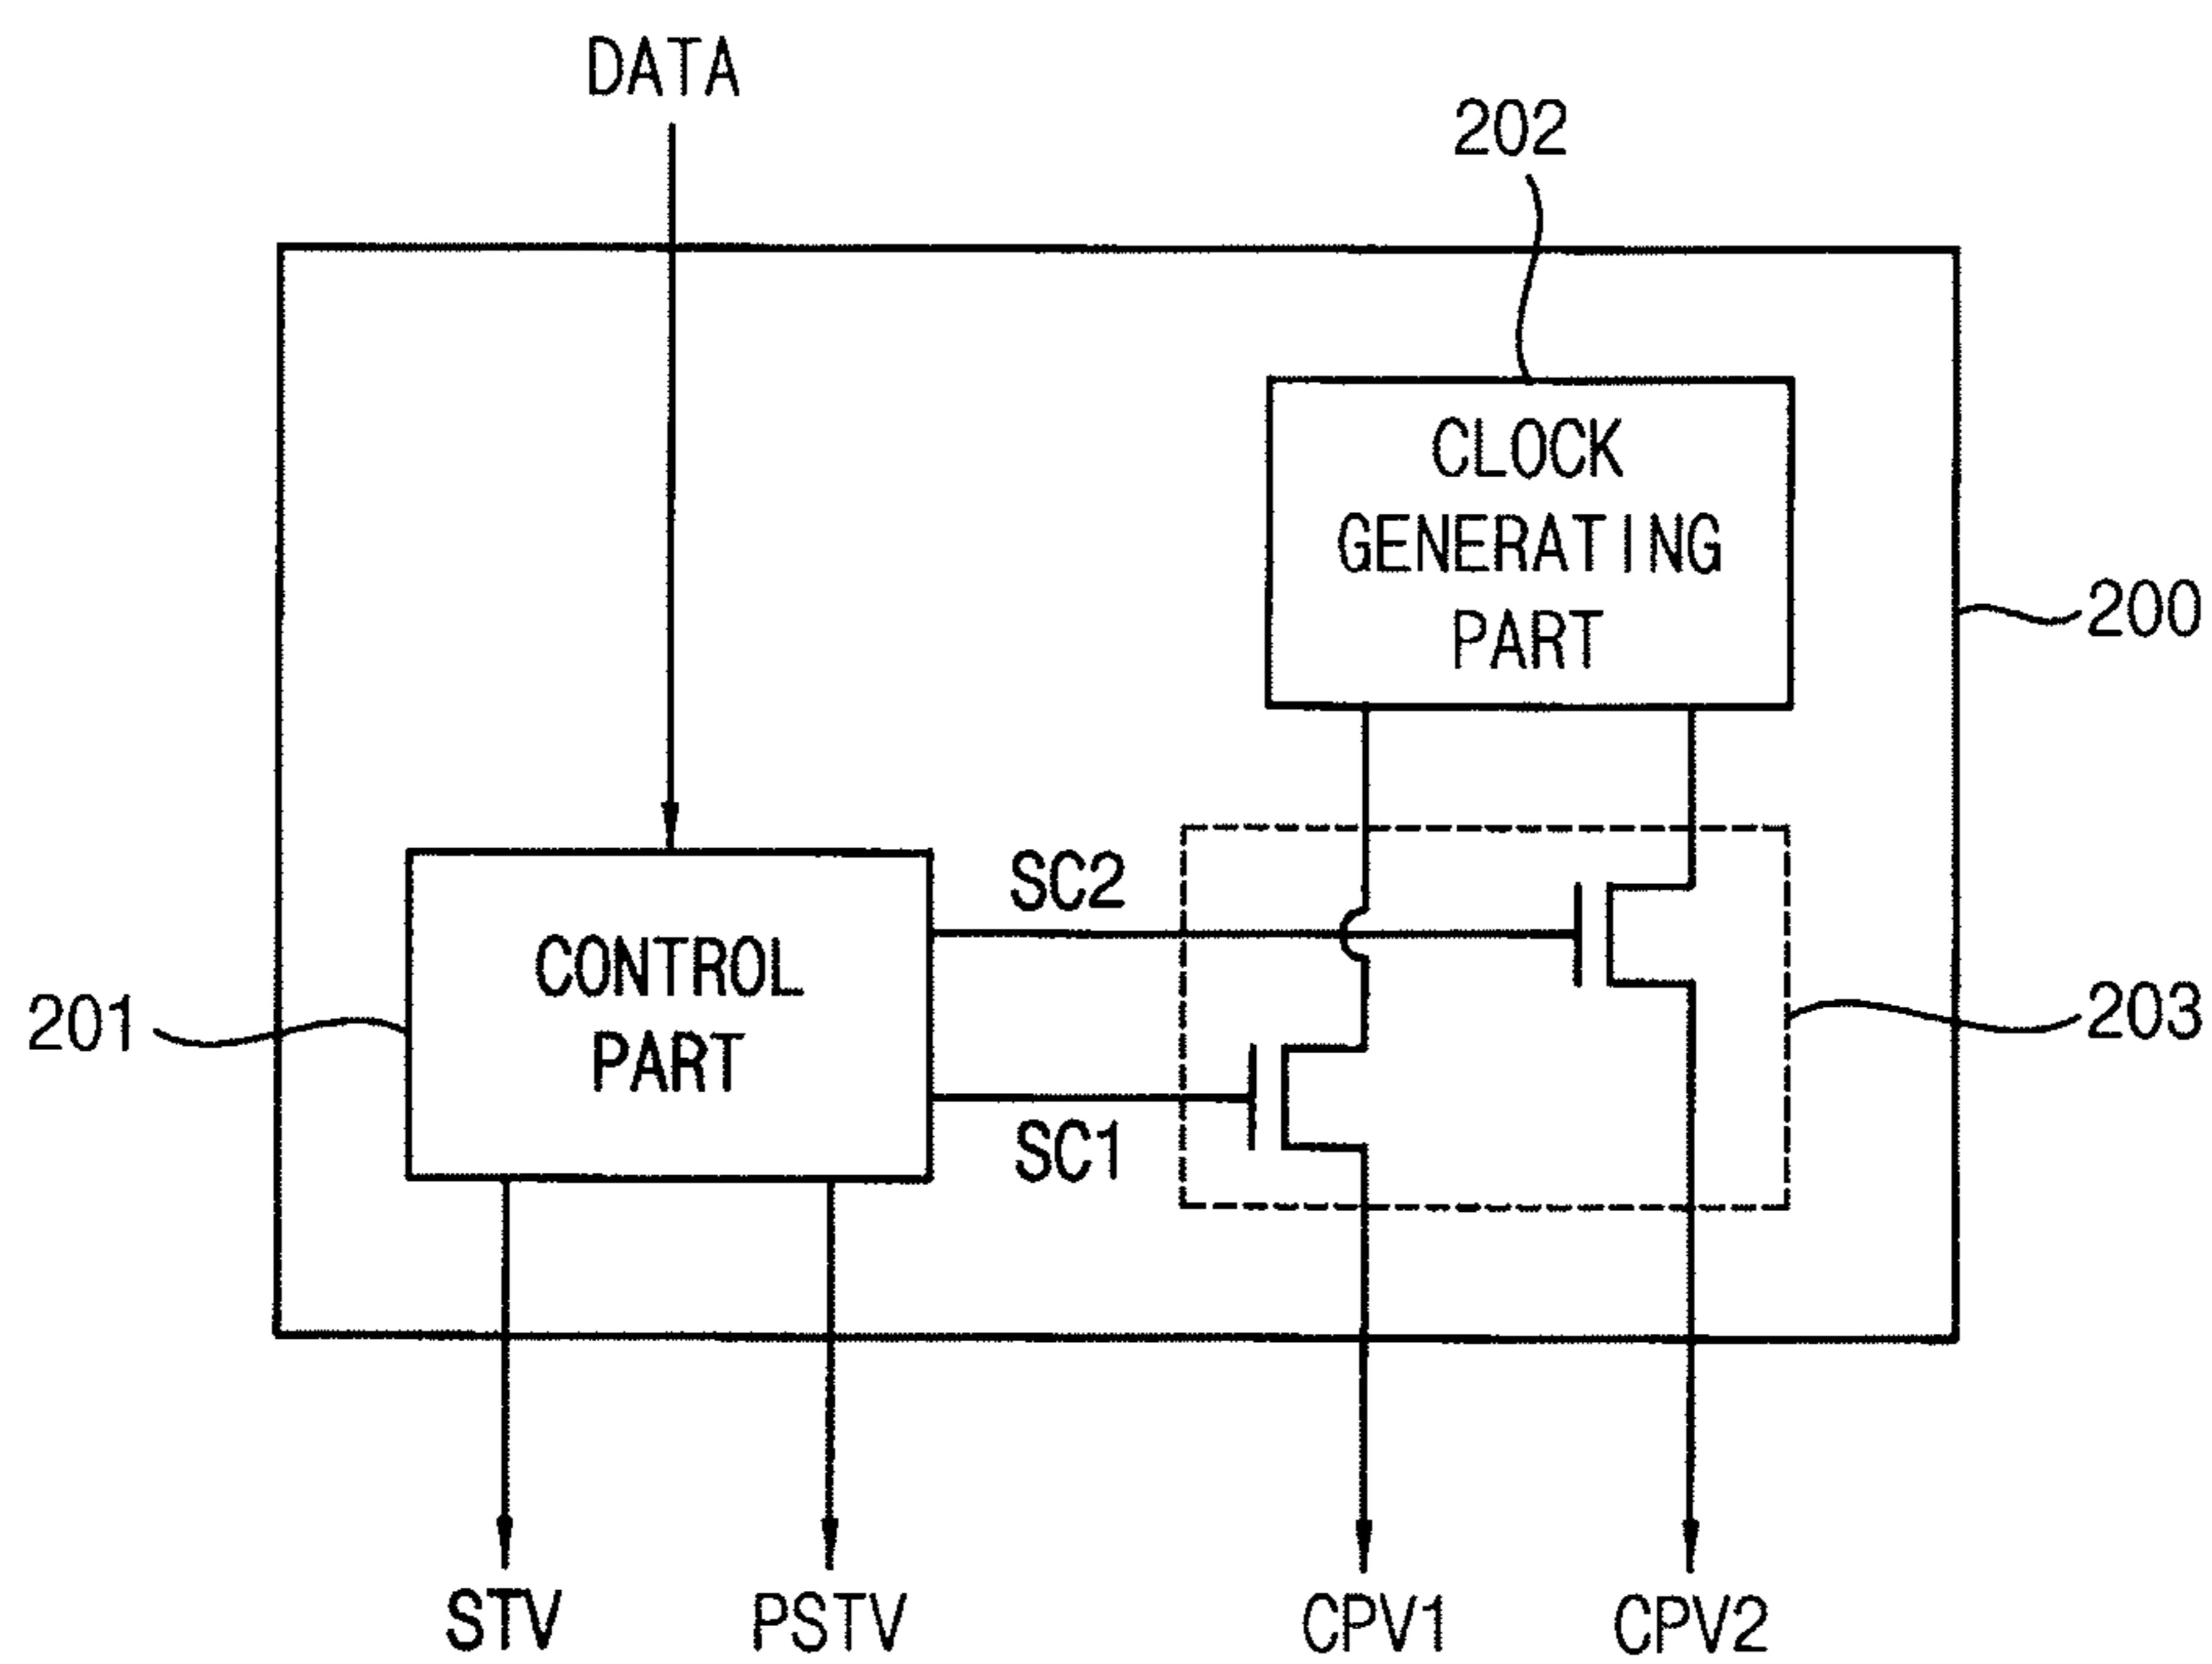 DATA
202
CLOCK
GENERATING
PART
200
SC2
CONTROL
PART
201
203
SC1
STV
PSTV
CPV1
CPV2